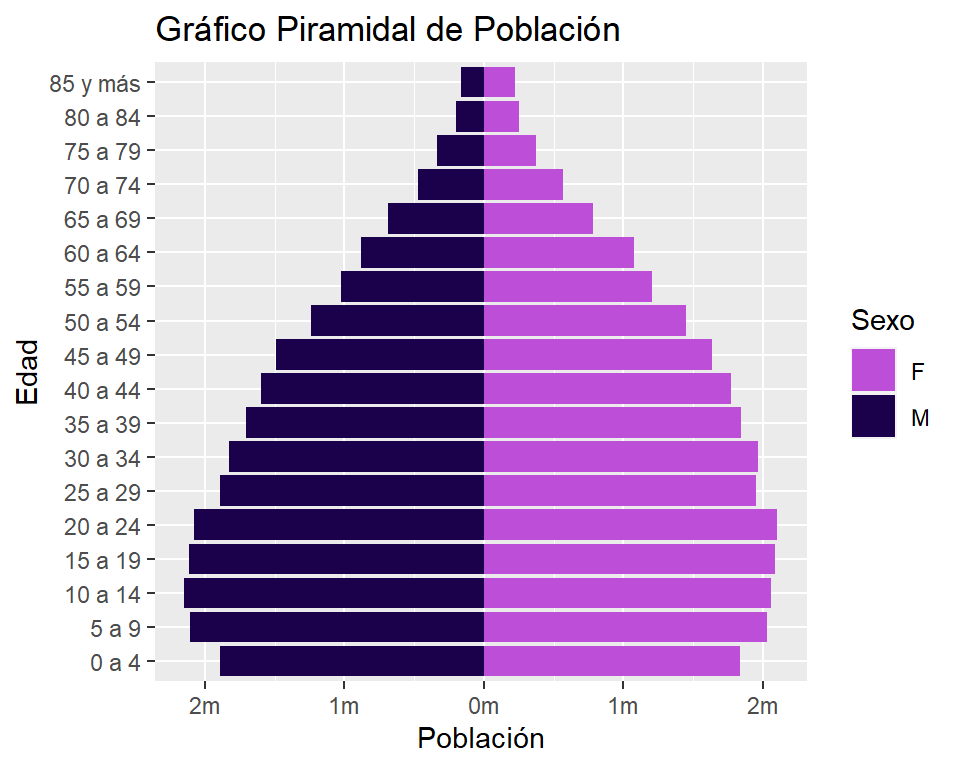 Gráfico Piramidal de Población
85 y más
80 a 84
75 a 79
70 a 74
65 a 69
60 a 64
55 a 59
50 a 54
45 a 49
40 a 44
35 a 39
30 a 34
25 a 29
20 a 24
15 a 19
10 a 14
5 a 9
0 a 4
Edad
2m 1m 0m 1m 2m
Población
Sexo
F
M